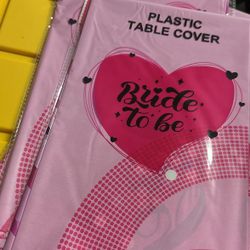 PLASTIC
TABLE COVER
Bride
to be